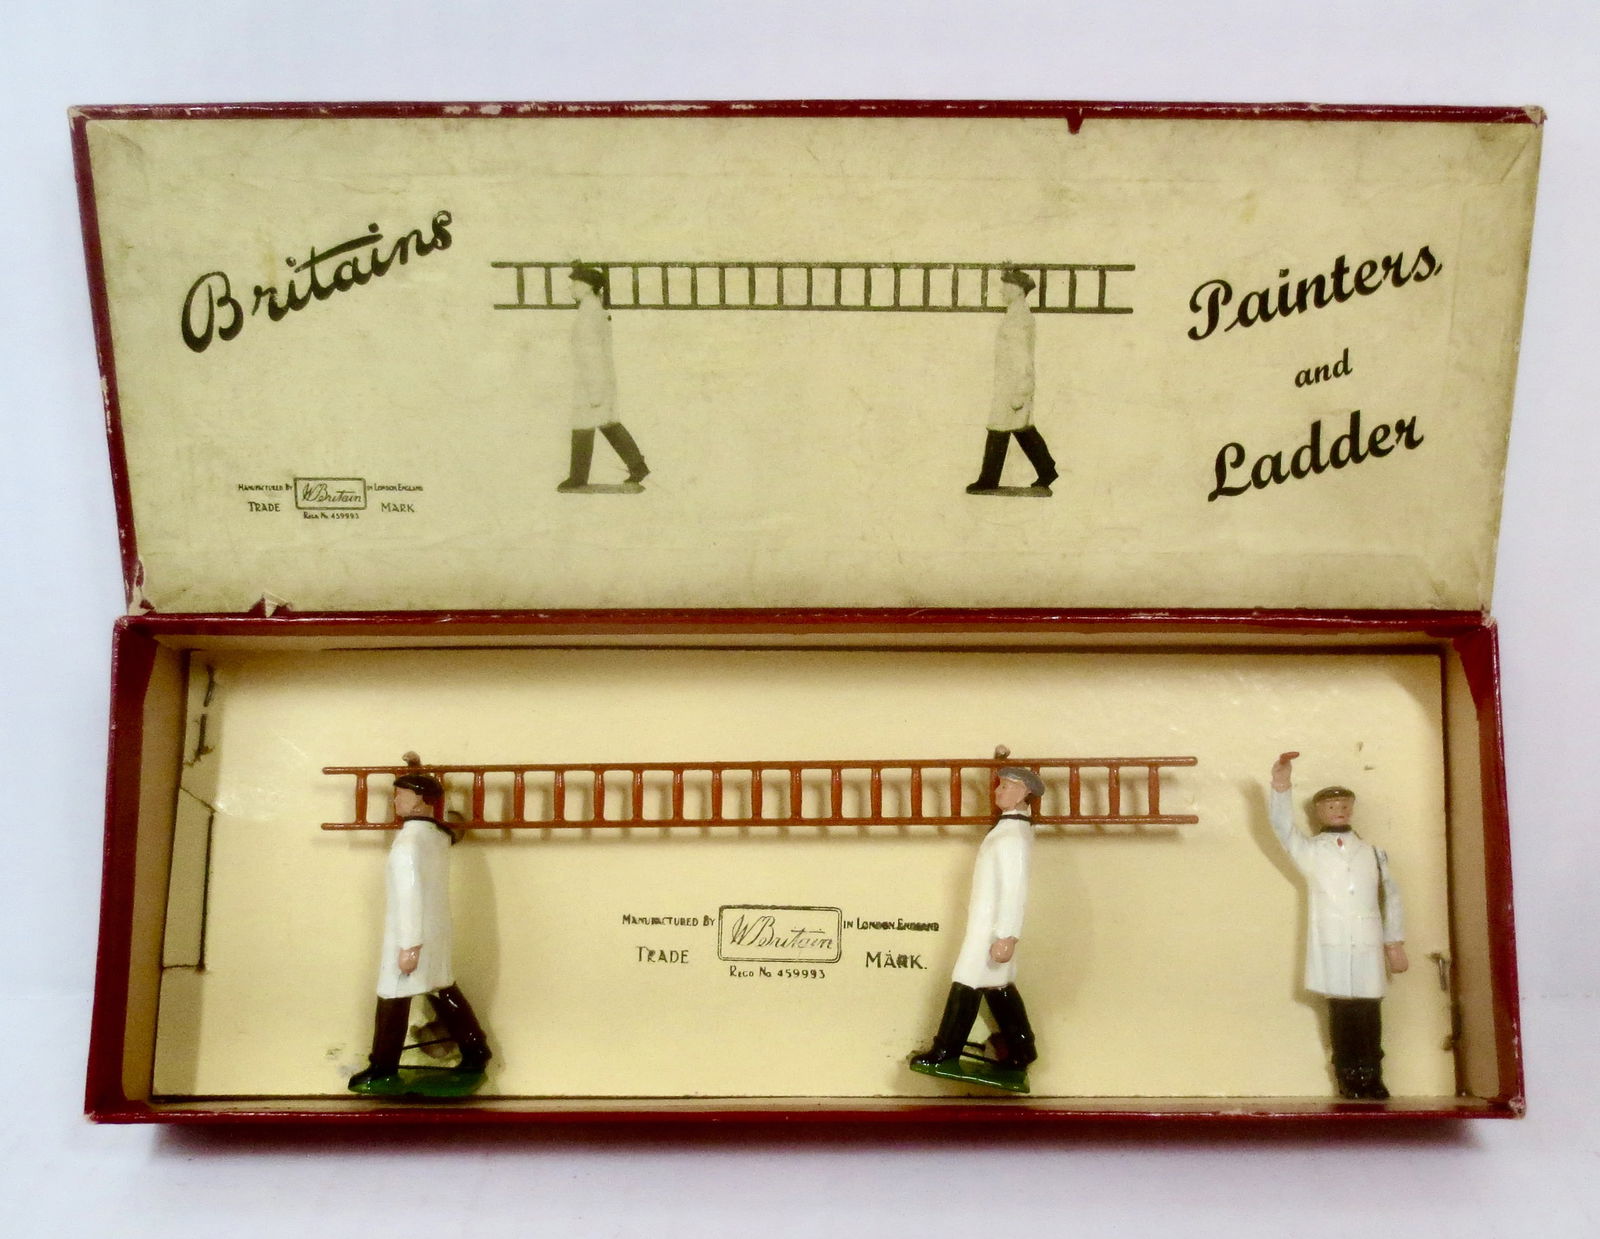 Britains
Painters,
and
Ladder
MANUFACTURED BY W Britain IN LONDON ENGLAND
TRADE MARK
REGD No 459993
MANUFACTURED BY W Britain IN LONDON ENGLAND
TRADE MARK.
REGD No 459993